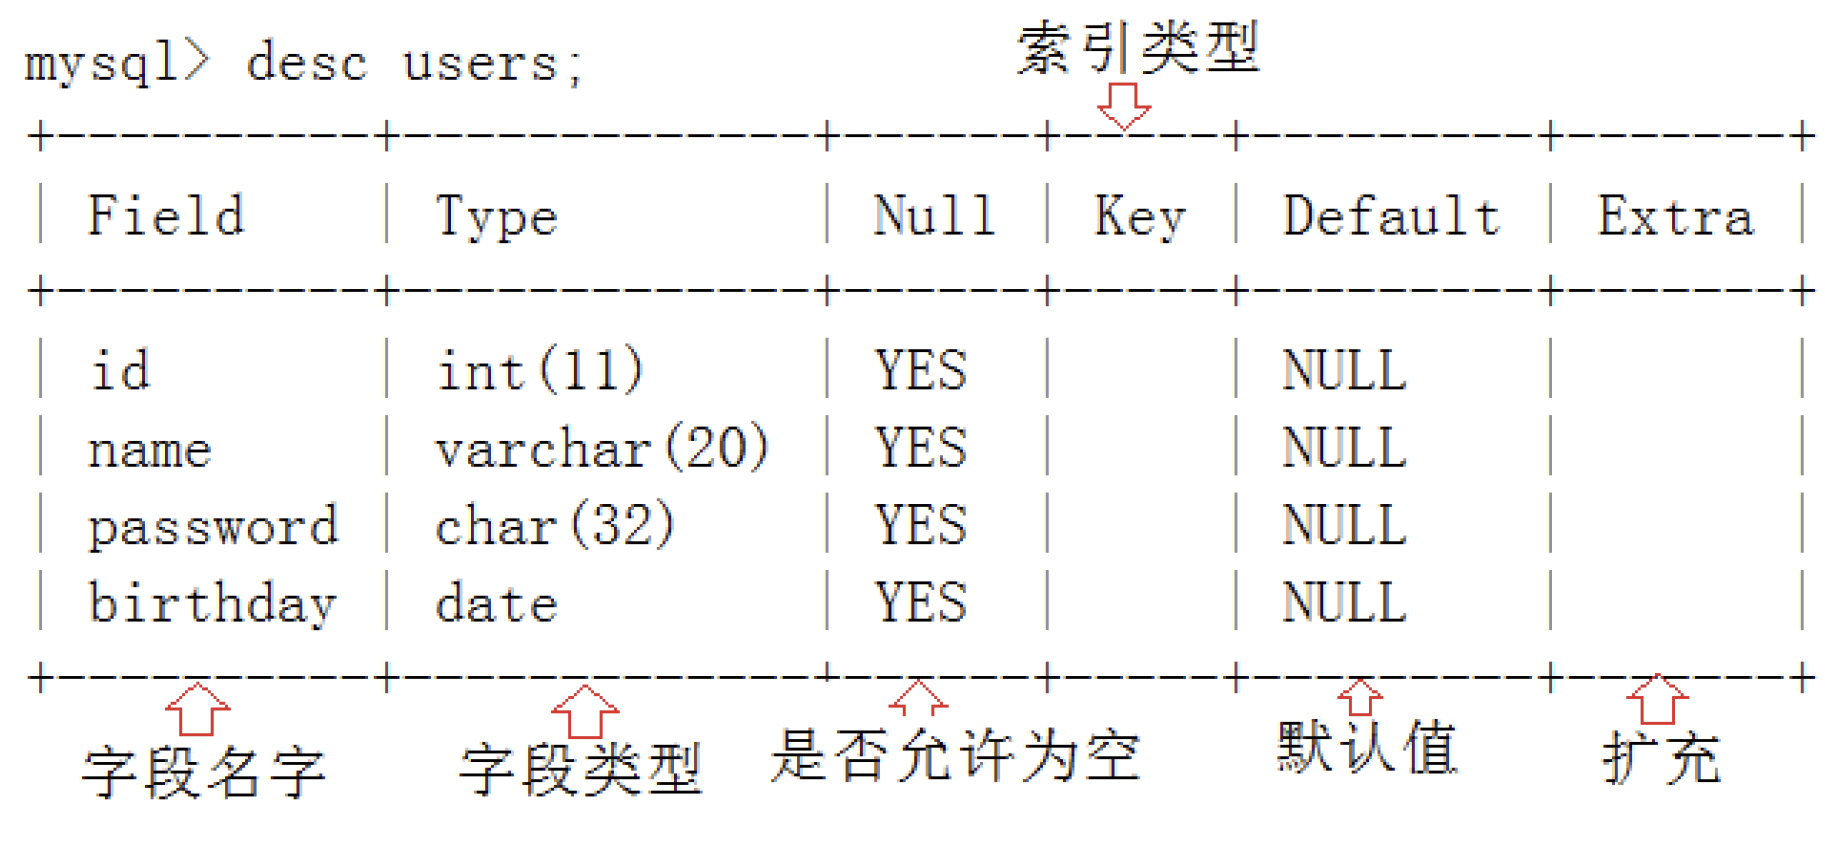 索引类型
mysql> desc users;
+----------+-------------+------+-----+---------+-------+
| Field | Type | Null | Key | Default | Extra |
+----------+-------------+------+-----+---------+-------+
| id | int(11) | YES | | NULL | |
| name | varchar(20) | YES | | NULL | |
| password | char(32) | YES | | NULL | |
| birthday | date | YES | | NULL | |
+----------+-------------+------+-----+---------+-------+
字段名字 字段类型 是否允许为空 默认值 扩充